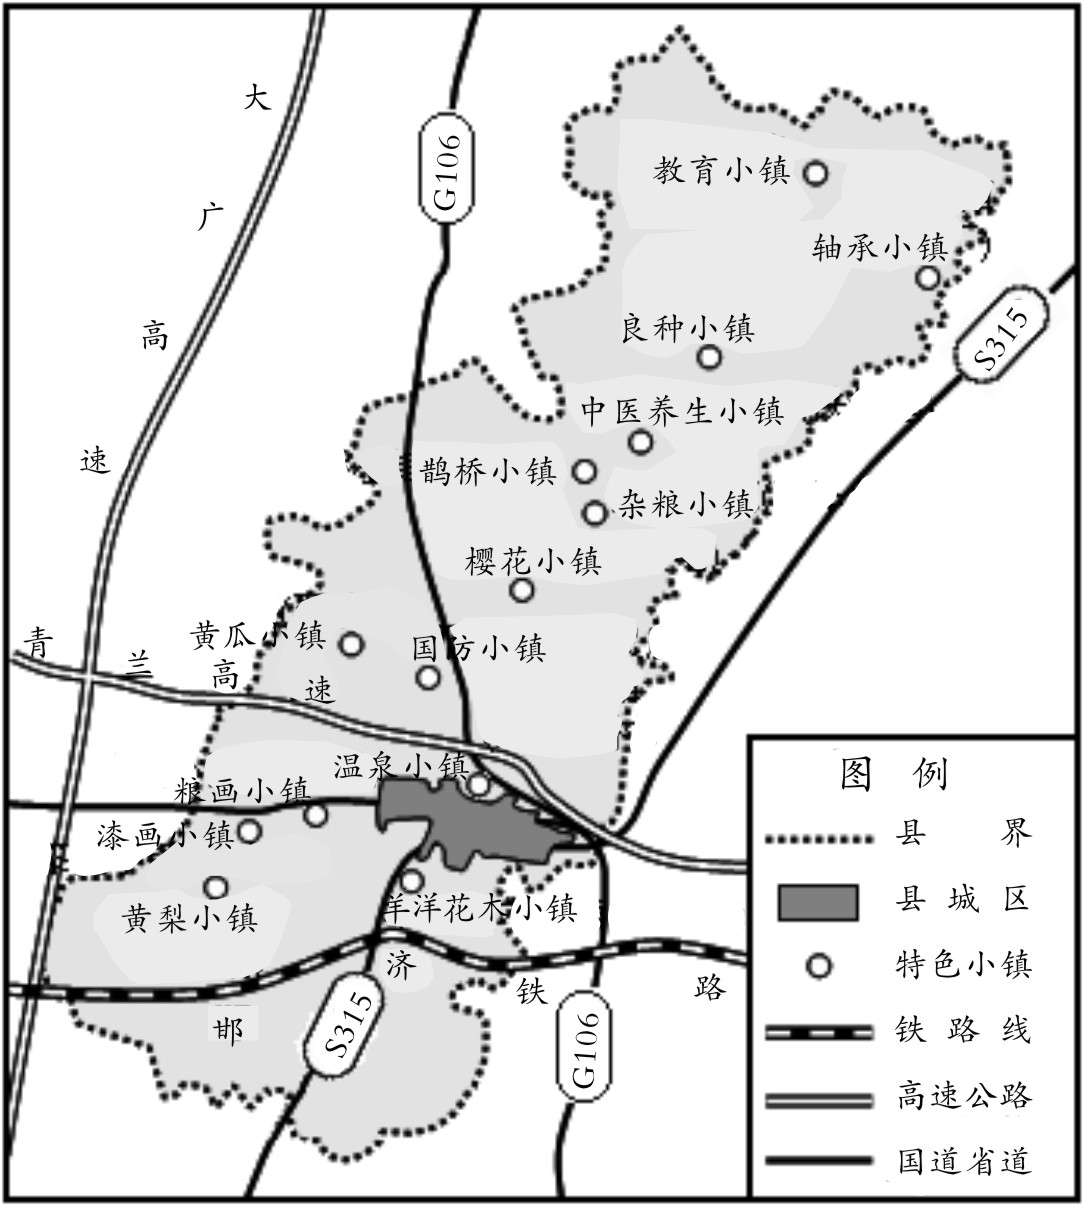 大
G106
教育小镇
广
轴承小镇
高
良种小镇
S315
中医养生小镇
速
鹊桥小镇
杂粮小镇
樱花小镇
青
兰
高
速
黄瓜小镇
国防小镇
温泉小镇
粮画小镇
漆画小镇
黄梨小镇
羊洋花木小镇
邯
济
铁
路
S315
G106
图例
县界
县城区
特色小镇
铁路线
高速公路
国道省道